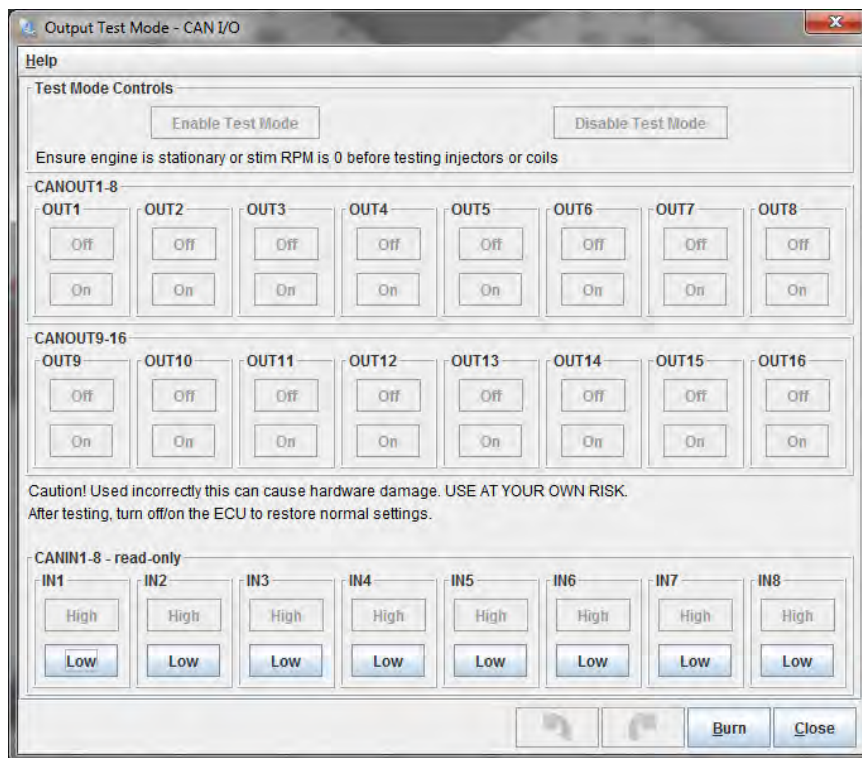 Output Test Mode - CAN I/O
Help
Test Mode Controls
Enable Test Mode Disable Test Mode
Ensure engine is stationary or stim RPM is 0 before testing injectors or coils
CANOUT1-8
OUT1 OUT2 OUT3 OUT4 OUT5 OUT6 OUT7 OUT8
Off Off Off Off Off Off Off Off
On On On On On On On On
CANOUT9-16
OUT9 OUT10 OUT11 OUT12 OUT13 OUT14 OUT15 OUT16
Off Off Off Off Off Off Off Off
On On On On On On On On
Caution! Used incorrectly this can cause hardware damage. USE AT YOUR OWN RISK.
After testing, turn off/on the ECU to restore normal settings.
CANIN1-8 - read-only
IN1 IN2 IN3 IN4 IN5 IN6 IN7 IN8
High High High High High High High High
Low Low Low Low Low Low Low Low
Burn Close